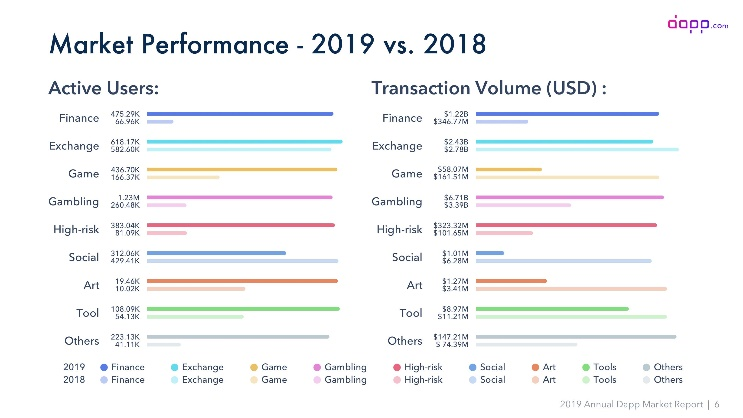 dapp.com
Market Performance - 2019 vs. 2018
Active Users:
Finance 475.29K
66.96K
Exchange 618.17K
582.60K
Game 436.70K
166.37K
Gambling 1.23M
260.48K
High-risk 383.04K
81.09K
Social 312.06K
429.41K
Art 19.46K
10.02K
Tool 108.09K
54.13K
Others 223.13K
41.11K
Transaction Volume (USD) :
Finance $1.22B
$346.77M
Exchange $2.43B
$2.78B
Game $58.07M
$161.51M
Gambling $6.71B
$3.39B
High-risk $323.32M
$101.65M
Social $1.01M
$6.28M
Art $1.27M
$3.41M
Tool $8.97M
$11.21M
Others $147.21M
$ 74.39M
2019 Finance Exchange Game Gambling High-risk Social Art Tools Others
2018 Finance Exchange Game Gambling High-risk Social Art Tools Others
2019 Annual Dapp Market Report | 6